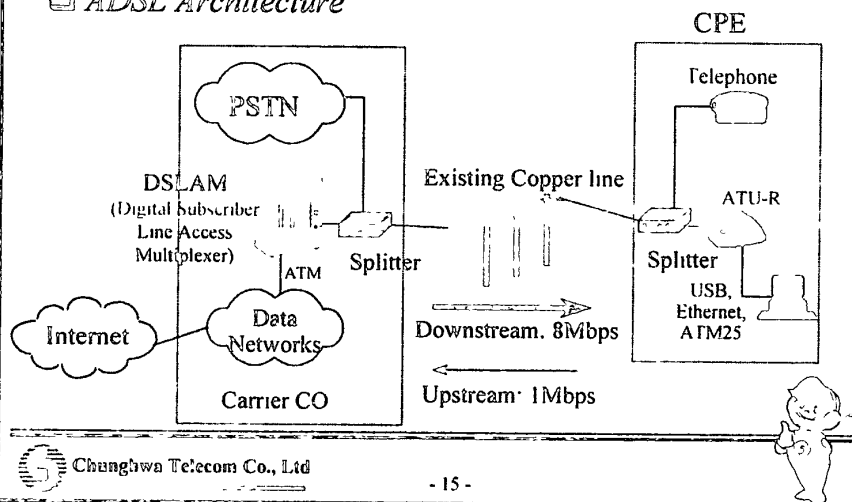 ADSL Architecture
CPE
PSTN
Telephone
DSLAM
(Digital Subscriber
Line Access
Multiplexer)
Existing Copper line
ATU-R
ATM
Splitter
Splitter
USB,
Ethernet,
ATM25
Internet
Data
Networks
Downstream. 8Mbps
Upstream: 1Mbps
Carrier CO
Chunghwa Telecom Co., Ltd
- 15 -